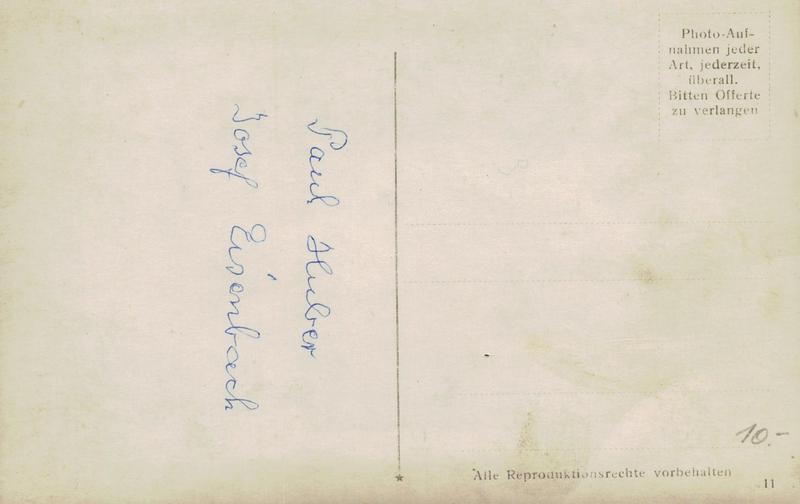 Paul Huber
Josef Eisenbach
Photo-Auf-
nahmen jeder
Art, jederzeit,
überall.
Bitten Offerte
zu verlangen
10.-
Alle Reproduktionsrechte vorbehalten
11